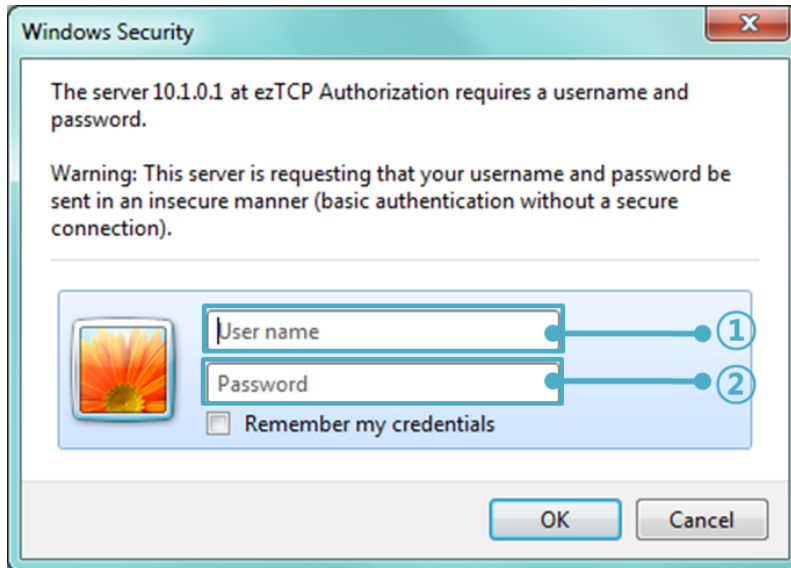 Windows Security
The server 10.1.0.1 at ezTCP Authorization requires a username and
password.
Warning: This server is requesting that your username and password be
sent in an insecure manner (basic authentication without a secure
connection).
User name
①
Password
②
Remember my credentials
OK
Cancel